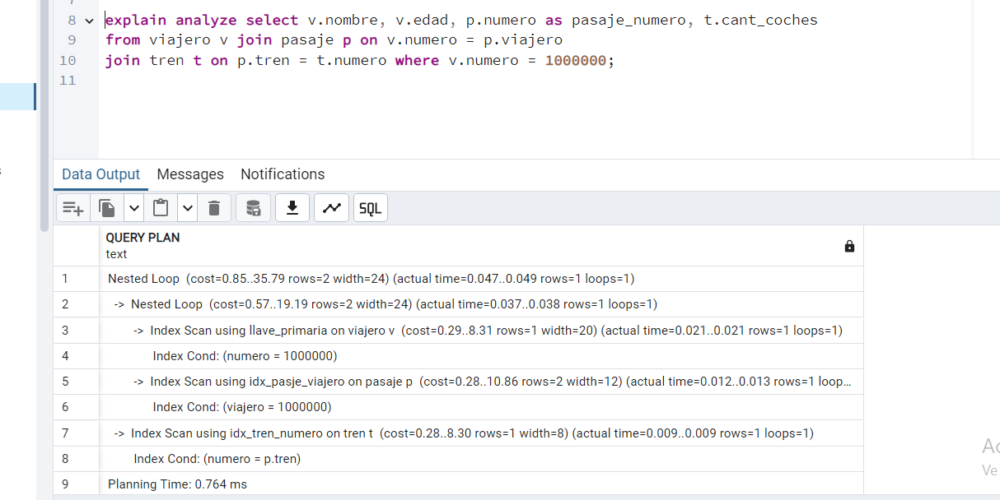 8 explain analyze select v.nombre, v.edad, p.numero as pasaje_numero, t.cant_coches
9 from viajero v join pasaje p on v.numero = p.viajero
10 join tren t on p.tren = t.numero where v.numero = 1000000;
11
Data Output Messages Notifications
SQL
QUERY PLAN
text
1 Nested Loop (cost=0.85..35.79 rows=2 width=24) (actual time=0.047..0.049 rows=1 loops=1)
2 -> Nested Loop (cost=0.57..19.19 rows=2 width=24) (actual time=0.037..0.038 rows=1 loops=1)
3 -> Index Scan using llave_primaria on viajero v (cost=0.29..8.31 rows=1 width=20) (actual time=0.021..0.021 rows=1 loops=1)
4 Index Cond: (numero = 1000000)
5 -> Index Scan using idx_pasje_viajero on pasaje p (cost=0.28..10.86 rows=2 width=12) (actual time=0.012..0.013 rows=1 loop...
6 Index Cond: (viajero = 1000000)
7 -> Index Scan using idx_tren_numero on tren t (cost=0.28..8.30 rows=1 width=8) (actual time=0.009..0.009 rows=1 loops=1)
8 Index Cond: (numero = p.tren)
9 Planning Time: 0.764 ms